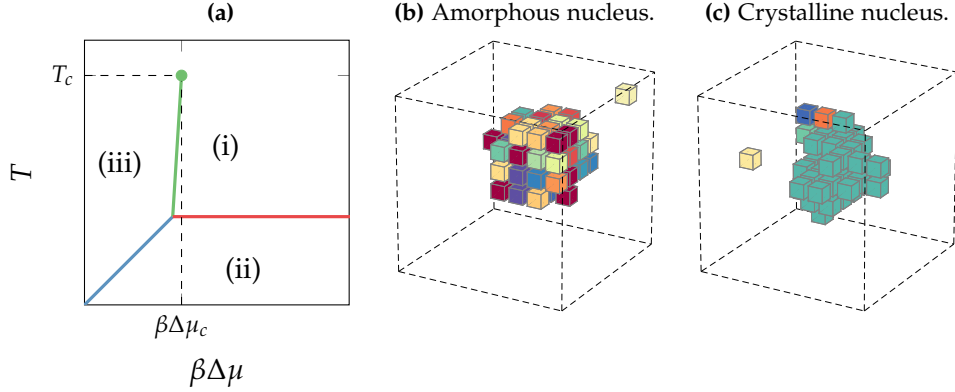 (a)
(b) Amorphous nucleus.
(c) Crystalline nucleus.
T_c
T
(iii)
(i)
(ii)
βΔμ_c
βΔμ